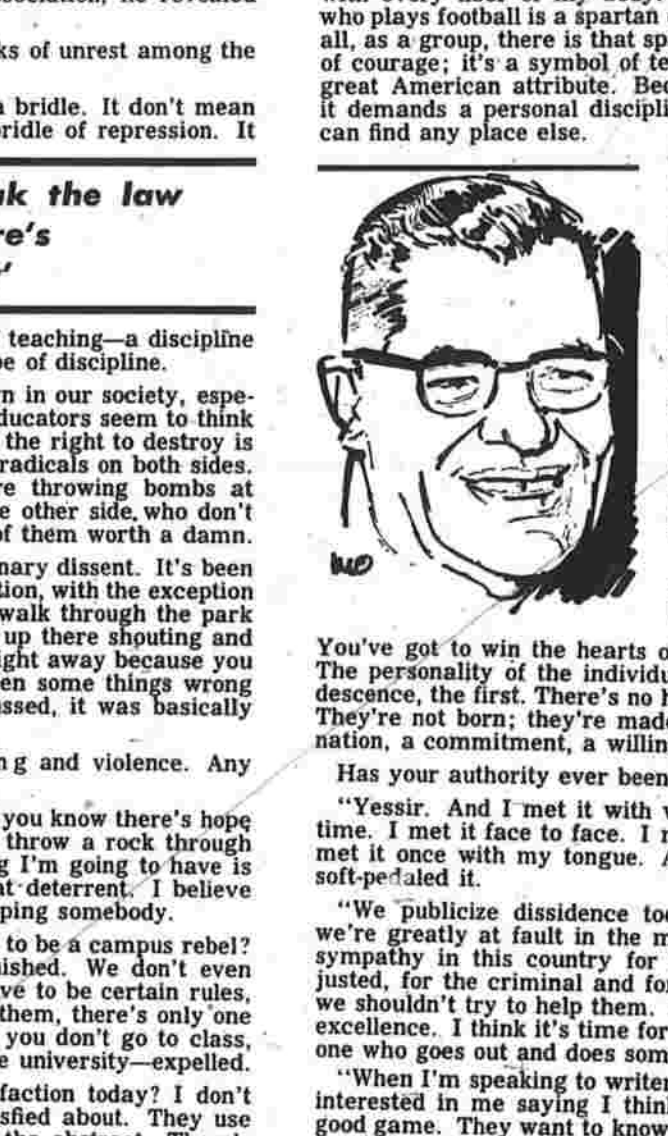 ks of unrest among the
bridle. It don't mean
bridle of repression. It
the law
re's
teaching—a discipline
of discipline.
n in our society, espe-
ducators seem to think
the right to destroy is
radicals on both sides.
re throwing bombs at
e other side, who don't
of them worth a damn.
nary dissent. It's been
tion, with the exception
walk through the park
up there shouting and
ight away because you
en some things wrong
ssed, it was basically
n g and violence. Any
you know there's hope
throw a rock through
g I'm going to have is
at deterrent. I believe
ping somebody.
to be a campus rebel?
ished. We don't even
ve to be certain rules,
them, there's only one
you don't go to class,
e university—expelled.
faction today? I don't
sfied about. They use
who plays football is a spartan
all, as a group, there is that sp
of courage; it's a symbol of te
great American attribute. Bec
it demands a personal discipli
can find any place else.
You've got to win the hearts o
The personality of the individu
descence, the first. There's no h
They're not born; they're made
nation, a commitment, a willin
Has your authority ever been
"Yessir. And I met it with
time. I met it face to face. I
met it once with my tongue. A
soft-pedaled it.
"We publicize dissidence too
we're greatly at fault in the m
sympathy in this country for
justed, for the criminal and for
we shouldn't try to help them.
excellence. I think it's time for
one who goes out and does som
"When I'm speaking to writer
interested in me saying I think
good game. They want to know